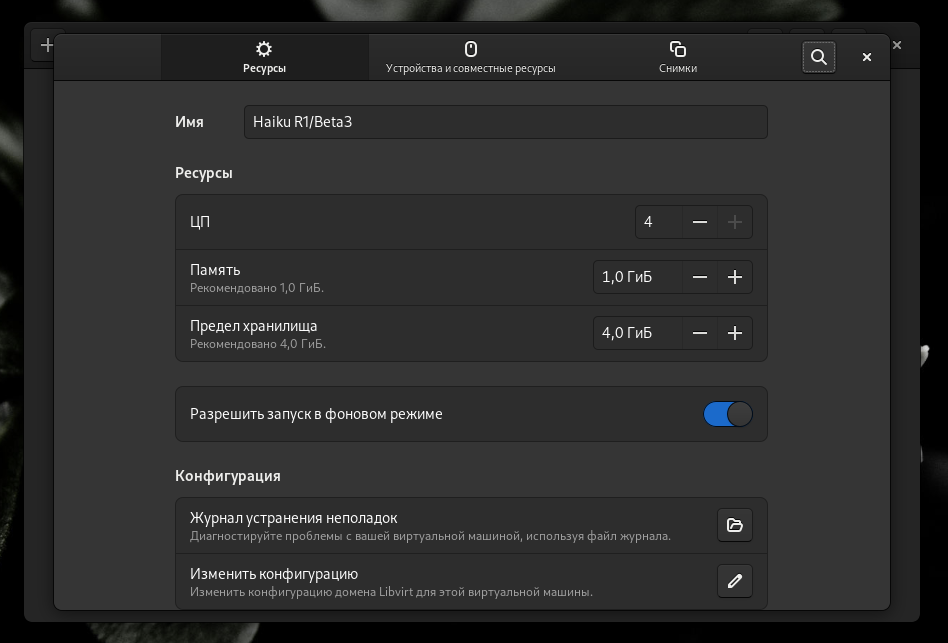 Ресурсы
Устройства и совместные ресурсы
Снимки
Имя
Haiku R1/Beta3
Ресурсы
ЦП
4
Память
Рекомендовано 1,0 ГиБ.
1,0 ГиБ
Предел хранилища
Рекомендовано 4,0 ГиБ.
4,0 ГиБ
Разрешить запуск в фоновом режиме
Конфигурация
Журнал устранения неполадок
Диагностируйте проблемы с вашей виртуальной машиной, используя файл журнала.
Изменить конфигурацию
Изменить конфигурацию домена Libvirt для этой виртуальной машины.